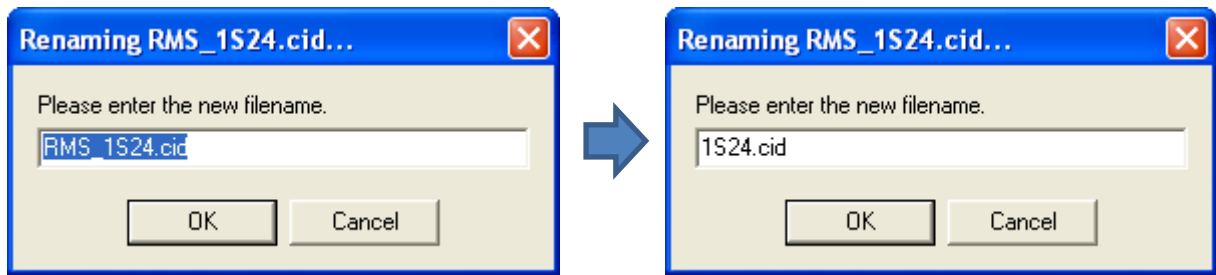 Renaming RMS_1S24.cid...
Please enter the new filename.
RMS_1S24.cid
OK Cancel
Renaming RMS_1S24.cid...
Please enter the new filename.
1S24.cid
OK Cancel